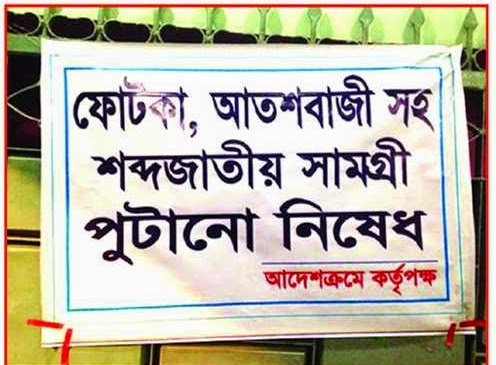 ফোটকা, আতশবাজী সহ
শব্দজাতীয় সামগ্রী
পুটানো নিষেধ
আদেশক্রমে কর্তৃপক্ষ